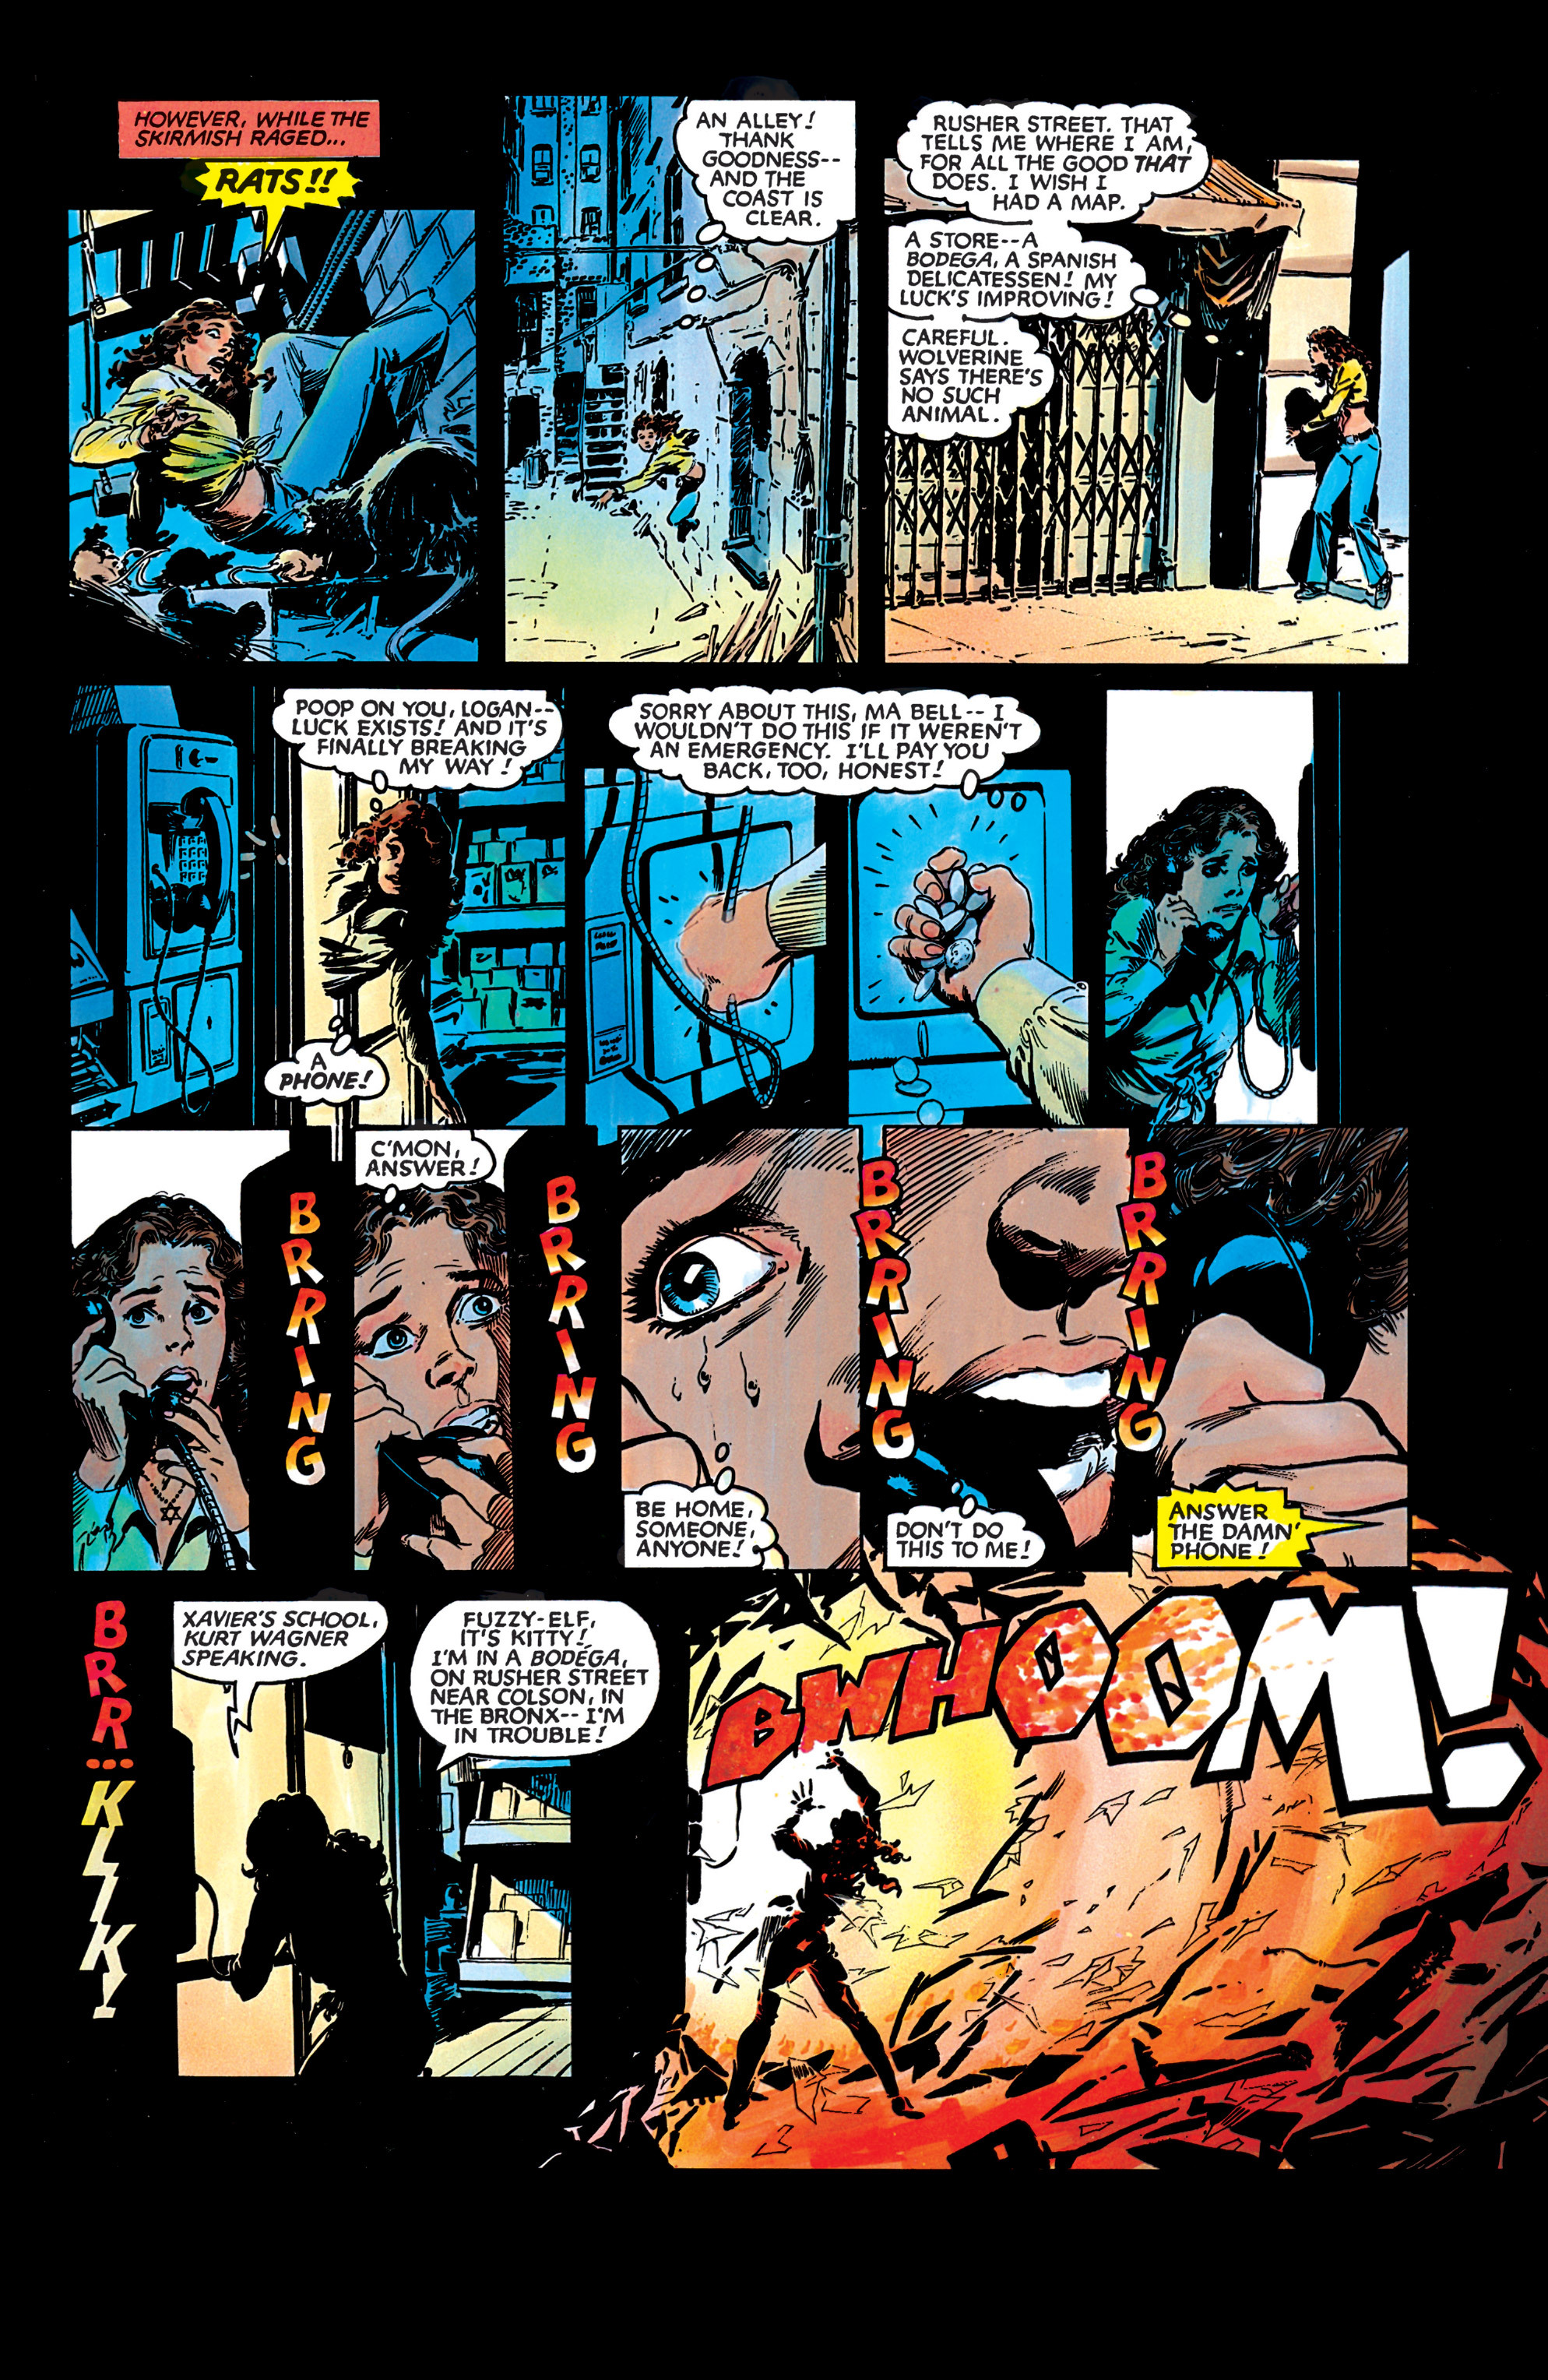 HOWEVER, WHILE THE
SKIRMISH RAGED...
RATS!!
AN ALLEY!
THANK
GOODNESS--
AND THE
COAST IS
CLEAR.
RUSHER STREET. THAT
TELLS ME WHERE I AM,
FOR ALL THE GOOD THAT
DOES. I WISH I
HAD A MAP.
A STORE--A
BODEGA, A SPANISH
DELICATESSEN! MY
LUCK'S IMPROVING!
CAREFUL.
WOLVERINE
SAYS THERE'S
NO SUCH
ANIMAL.
POOP ON YOU, LOGAN--
LUCK EXISTS! AND IT'S
FINALLY BREAKING
MY WAY!
A
PHONE!
SORRY ABOUT THIS, MA BELL-- I
WOULDN'T DO THIS IF IT WEREN'T
AN EMERGENCY. I'LL PAY YOU
BACK, TOO, HONEST!
BRRING
C'MON,
ANSWER!
BRRING
BE HOME,
SOMEONE,
ANYONE!
BRRING
DON'T DO
THIS TO ME!
BRRING
ANSWER
THE DAMN'
PHONE!
BRR...KLIK!
XAVIER'S SCHOOL,
KURT WAGNER
SPEAKING.
FUZZY-ELF,
IT'S KITTY!
I'M IN A BODEGA,
ON RUSHER STREET
NEAR COLSON, IN
THE BRONX-- I'M
IN TROUBLE!
BWHOOM!